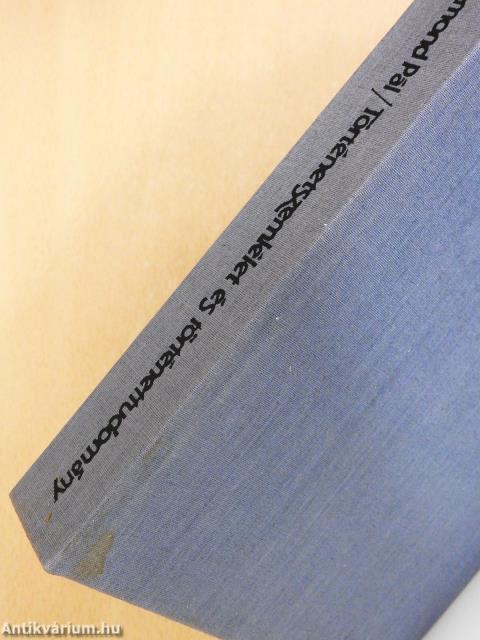 mond Pál / Történetszemlélet és történettudomány
Antikvárium.hu